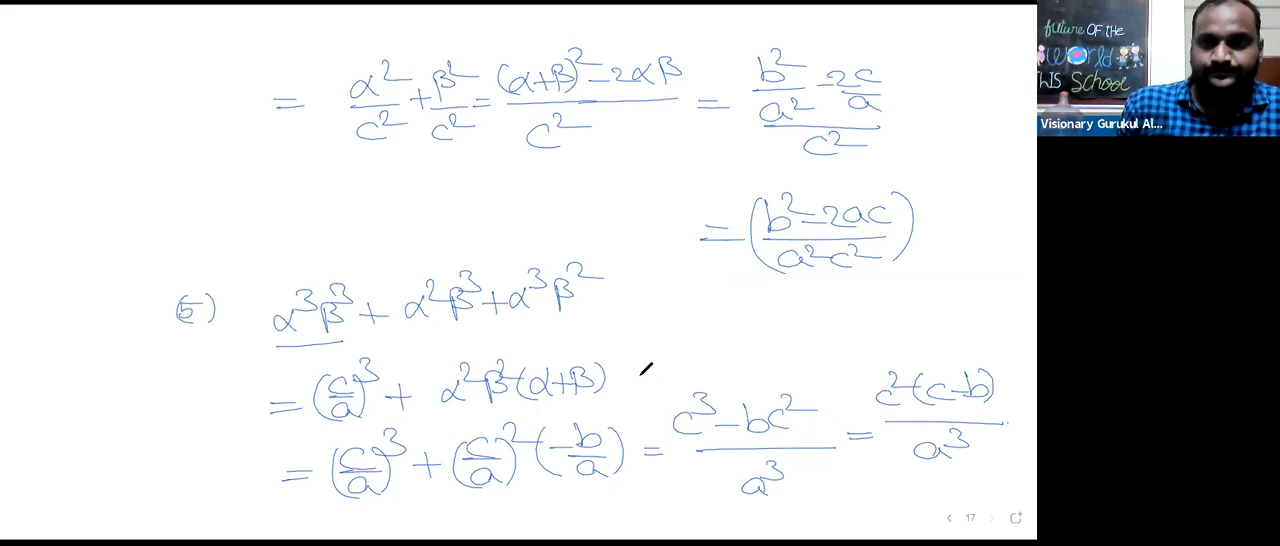 = α²/c² + β²/c² = (α+β)² - 2αβ / c² = b²/a² - 2c/a / c²
= (b² - 2ac / a²c²)
5) α³β³ + α²β³ + α³β²
= (c/a)³ + α²β²(α+β)
= (c/a)³ + (c/a)²(-b/a) = c³ - bc² / a³ = c²(c-b) / a³
future OF the
World
THIS School
Visionary Gurukul Al...
17